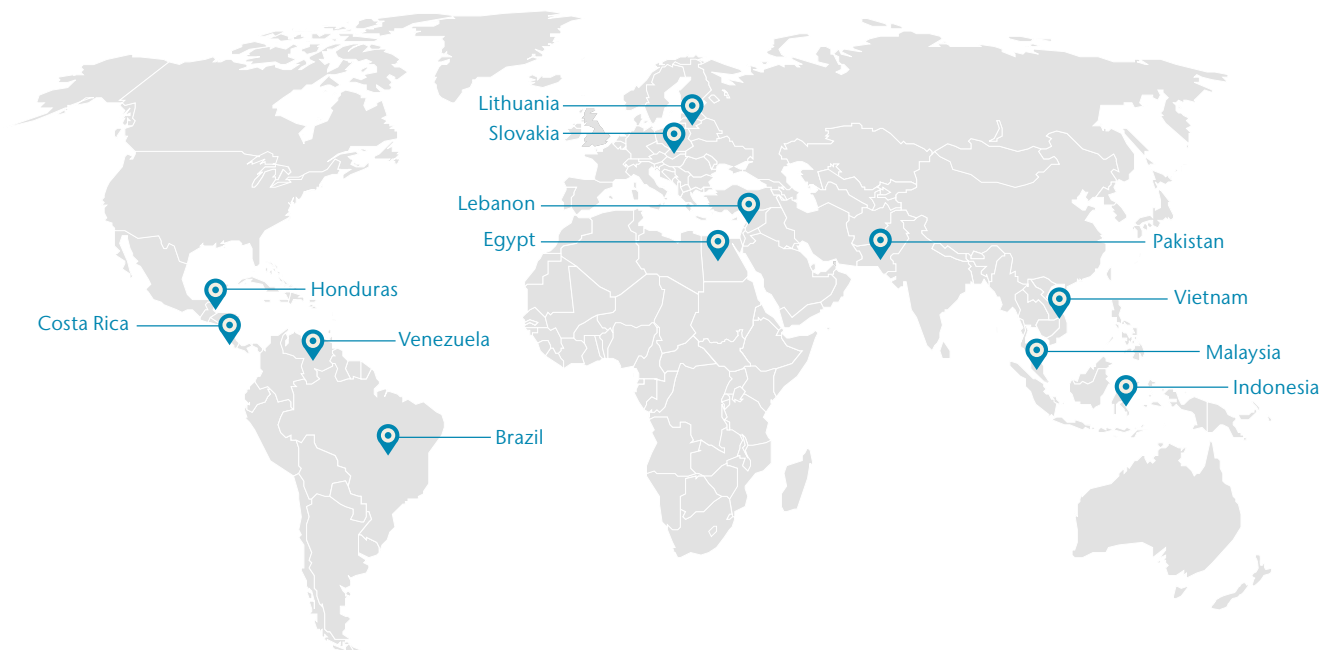 Lithuania
Slovakia
Lebanon
Egypt
Pakistan
Honduras
Vietnam
Costa Rica
Venezuela
Malaysia
Indonesia
Brazil